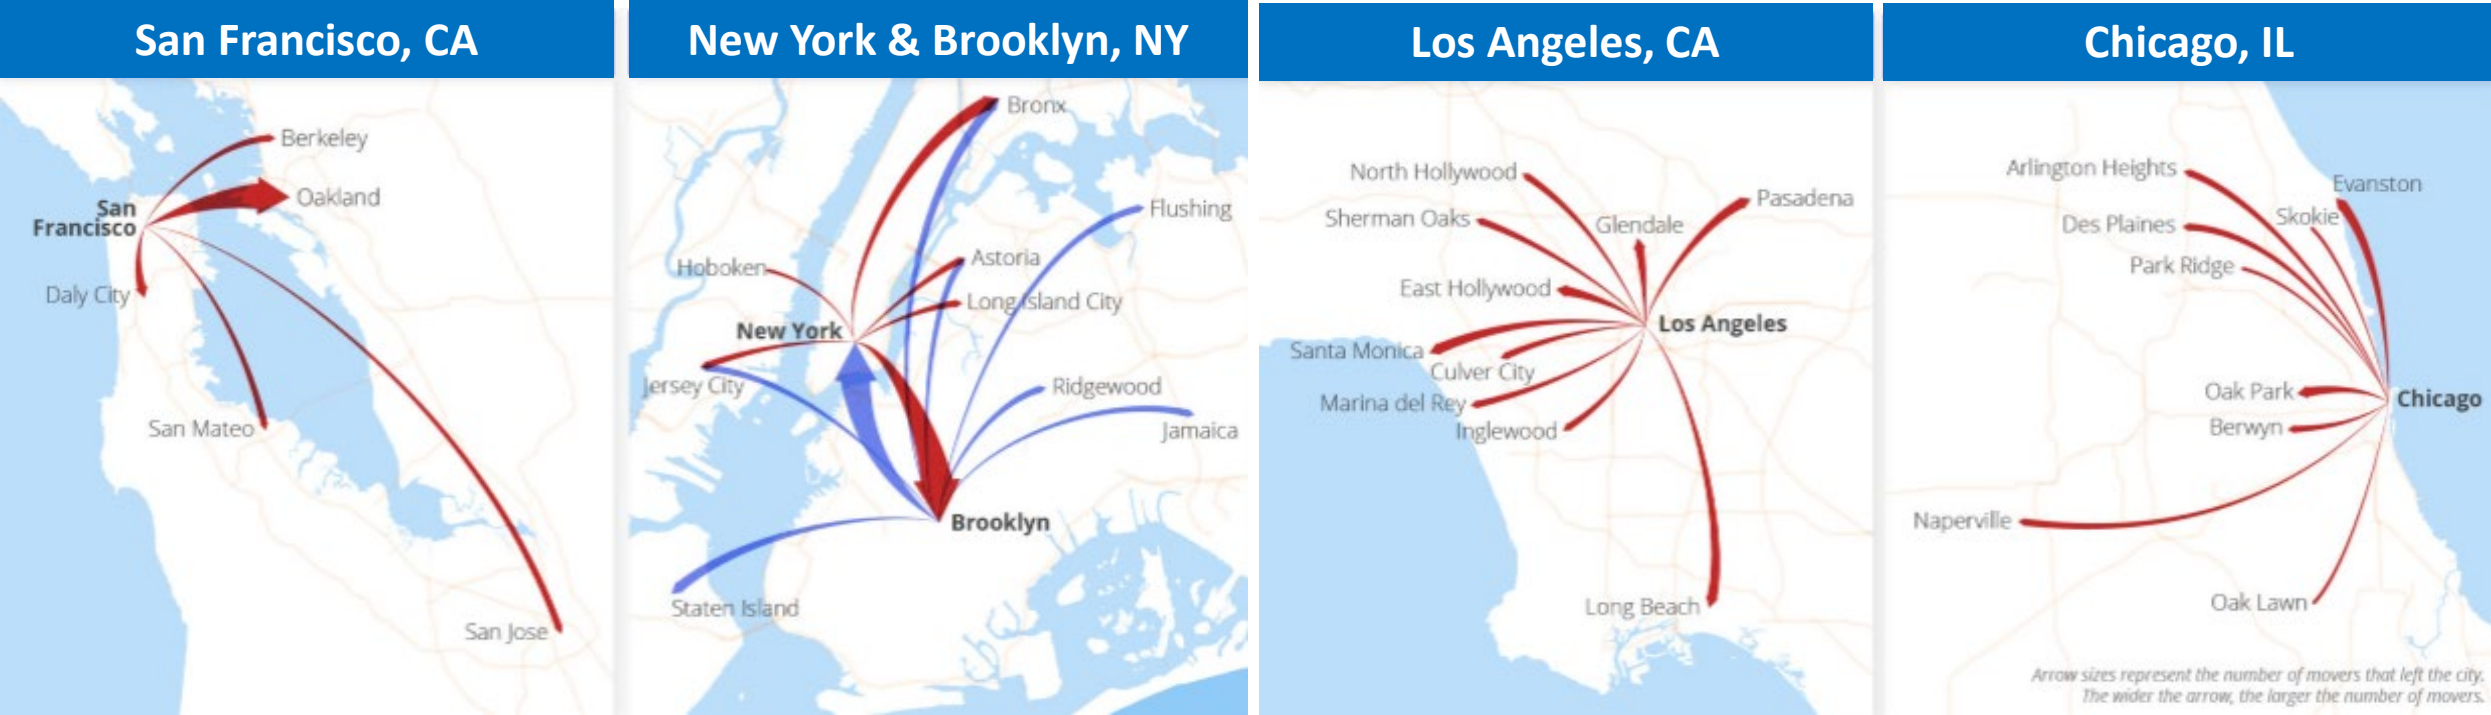 San Francisco, CA
Berkeley
Oakland
San
Francisco
Daly City
San Mateo
San Jose
New York & Brooklyn, NY
Bronx
Flushing
Astoria
Hoboken
Long Island City
New York
Jersey City
Ridgewood
Jamaica
Brooklyn
Staten Island
Los Angeles, CA
North Hollywood
Pasadena
Sherman Oaks
Glendale
East Hollywood
Los Angeles
Santa Monica
Culver City
Marina del Rey
Inglewood
Long Beach
Chicago, IL
Arlington Heights
Evanston
Skokie
Des Plaines
Park Ridge
Oak Park
Chicago
Berwyn
Naperville
Oak Lawn
Arrow sizes represent the number of movers that left the city.
The wider the arrow, the larger the number of movers.